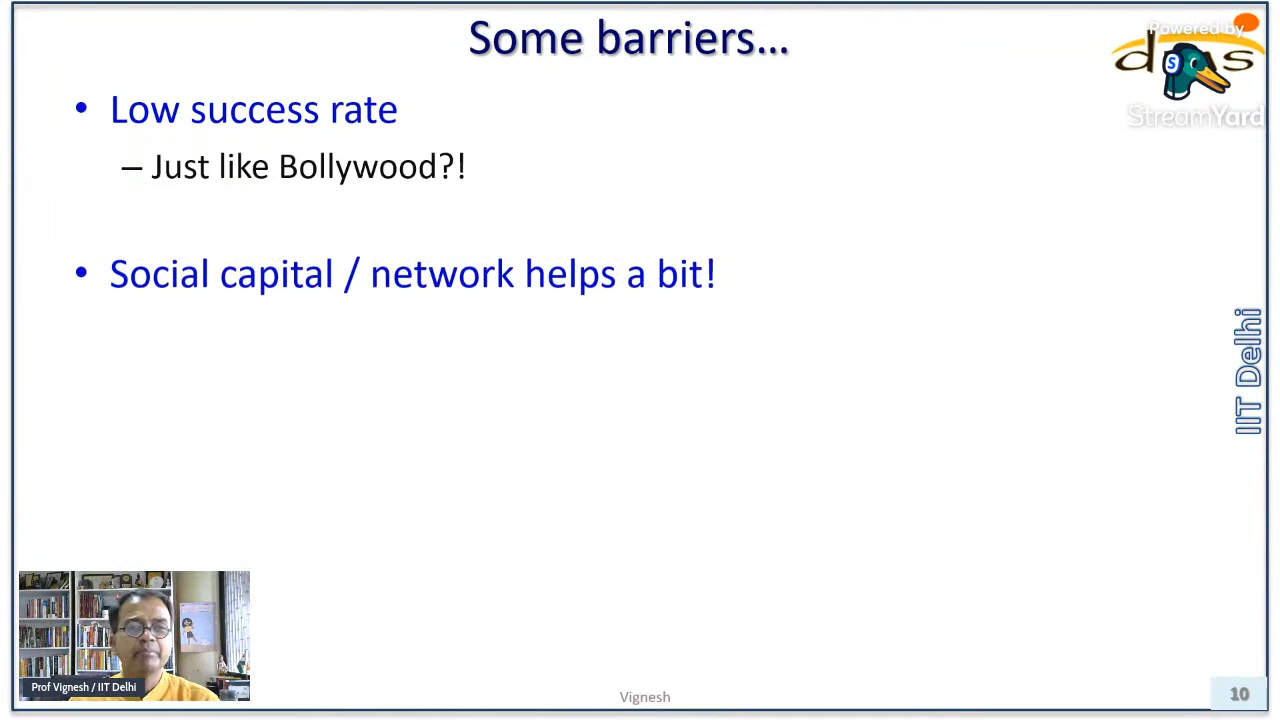 Some barriers...
Powered by
dms
S
StreamYard
• Low success rate
– Just like Bollywood?!
• Social capital / network helps a bit!
IIT Delhi
Prof Vignesh / IIT Delhi
Vignesh
10